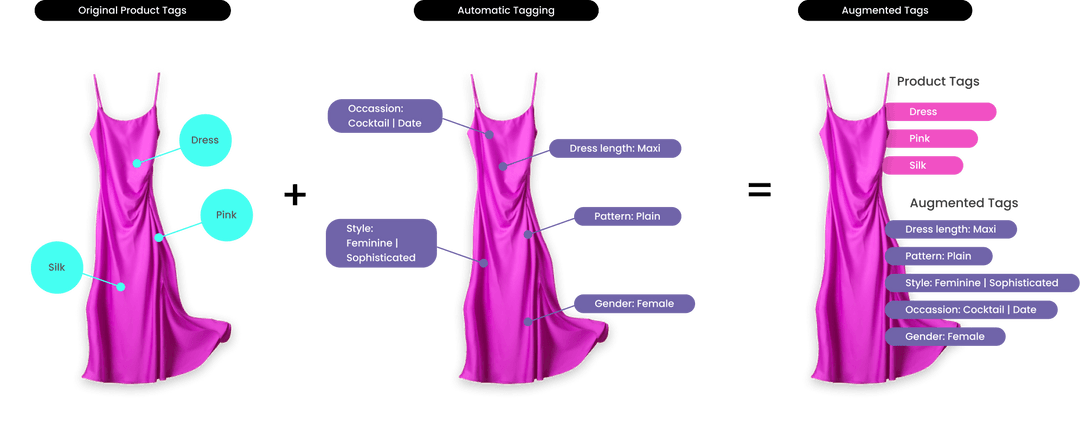 Original Product Tags
Automatic Tagging
Augmented Tags
Dress
Pink
Silk
+
Occassion:
Cocktail | Date
Dress length: Maxi
Pattern: Plain
Style:
Feminine |
Sophisticated
Gender: Female
=
Product Tags
Dress
Pink
Silk
Augmented Tags
Dress length: Maxi
Pattern: Plain
Style: Feminine | Sophisticated
Occassion: Cocktail | Date
Gender: Female